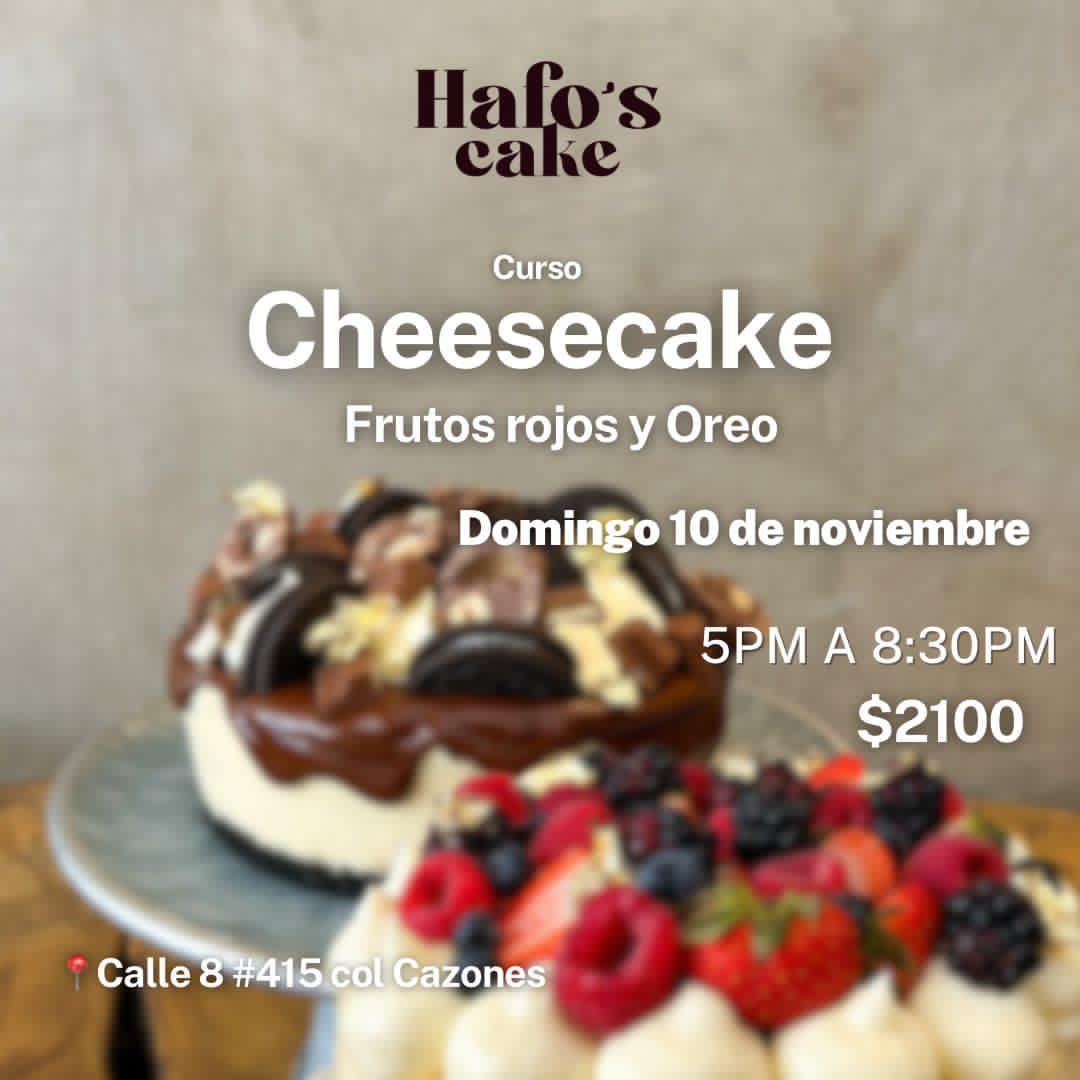 Hafo's
cake
Curso
Cheesecake
Frutos rojos y Oreo
Domingo 10 de noviembre
5PM A 8:30PM
$2100
📍Calle 8 #415 col Cazones